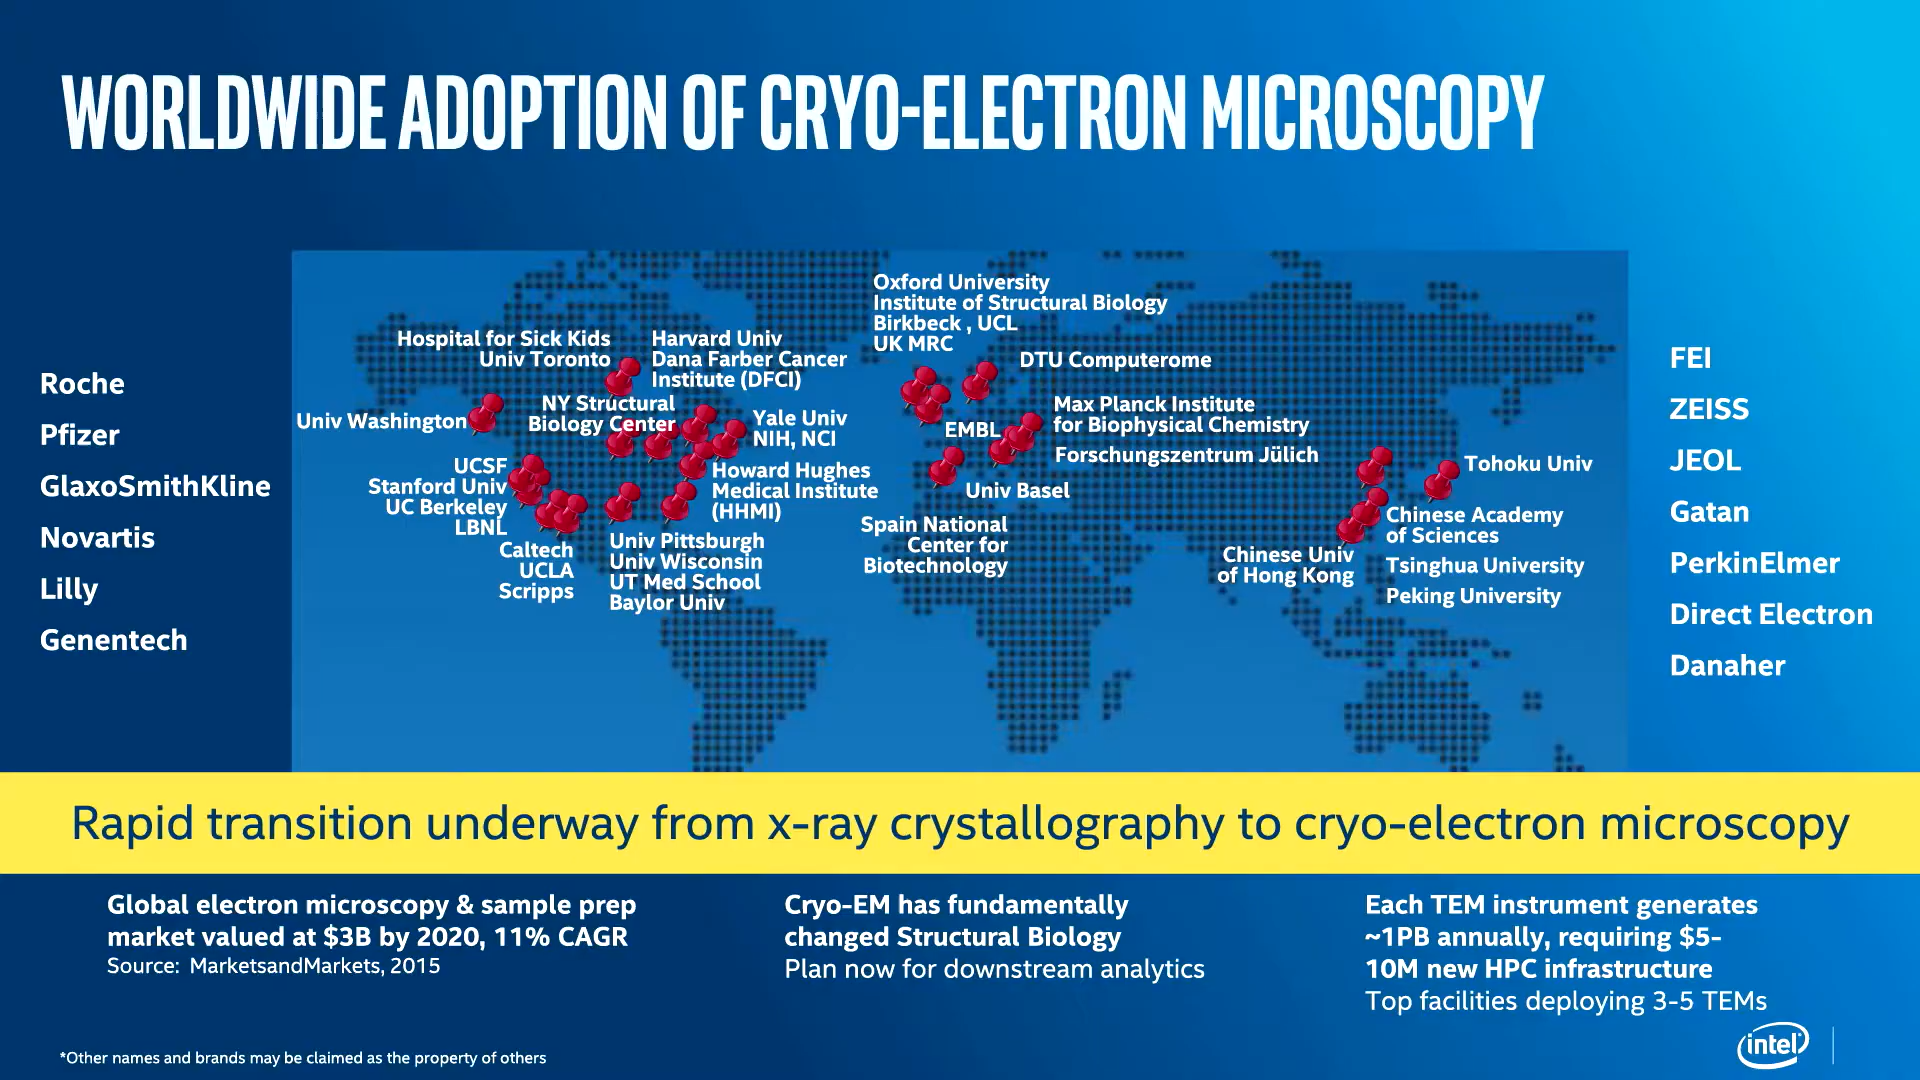 WORLDWIDE ADOPTION OF CRYO-ELECTRON MICROSCOPY
Roche
Pfizer
GlaxoSmithKline
Novartis
Lilly
Genentech
Hospital for Sick Kids
Univ Toronto
Harvard Univ
Dana Farber Cancer
Institute (DFCI)
Univ Washington
NY Structural
Biology Center
Yale Univ
NIH, NCI
UCSF
Stanford Univ
UC Berkeley
LBNL
Howard Hughes
Medical Institute
(HHMI)
Caltech
UCLA
Scripps
Univ Pittsburgh
Univ Wisconsin
UT Med School
Baylor Univ
Oxford University
Institute of Structural Biology
Birkbeck , UCL
UK MRC
DTU Computerome
EMBL
Max Planck Institute
for Biophysical Chemistry
Forschungszentrum Jülich
Univ Basel
Spain National
Center for
Biotechnology
Tohoku Univ
Chinese Academy
of Sciences
Chinese Univ
of Hong Kong
Tsinghua University
Peking University
FEI
ZEISS
JEOL
Gatan
PerkinElmer
Direct Electron
Danaher
Rapid transition underway from x-ray crystallography to cryo-electron microscopy
Global electron microscopy & sample prep
market valued at $3B by 2020, 11% CAGR
Source: MarketsandMarkets, 2015
Cryo-EM has fundamentally
changed Structural Biology
Plan now for downstream analytics
Each TEM instrument generates
~1PB annually, requiring $5-
10M new HPC infrastructure
Top facilities deploying 3-5 TEMs
*Other names and brands may be claimed as the property of others
intel